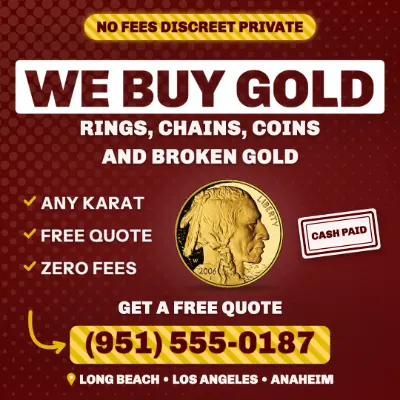 NO FEES DISCREET PRIVATE
WE BUY GOLD
RINGS, CHAINS, COINS
AND BROKEN GOLD
ANY KARAT
FREE QUOTE
ZERO FEES
LIBERTY
2006
W
CASH PAID
GET A FREE QUOTE
(951) 555-0187
LONG BEACH • LOS ANGELES • ANAHEIM